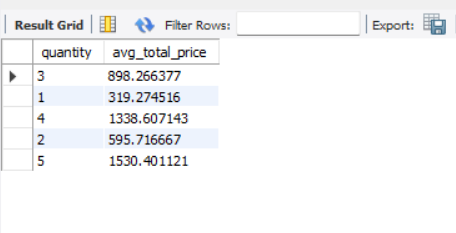 Result Grid Filter Rows: Export:
quantity avg_total_price
3 898.266377
1 319.274516
4 1338.607143
2 595.716667
5 1530.401121